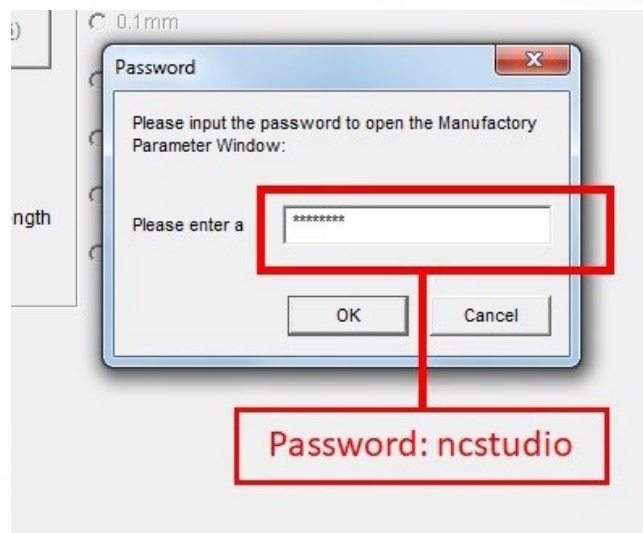 0.1mm
Password
X
Please input the password to open the Manufactory
Parameter Window:
ngth
Please enter a
********
OK
Cancel
Password: ncstudio